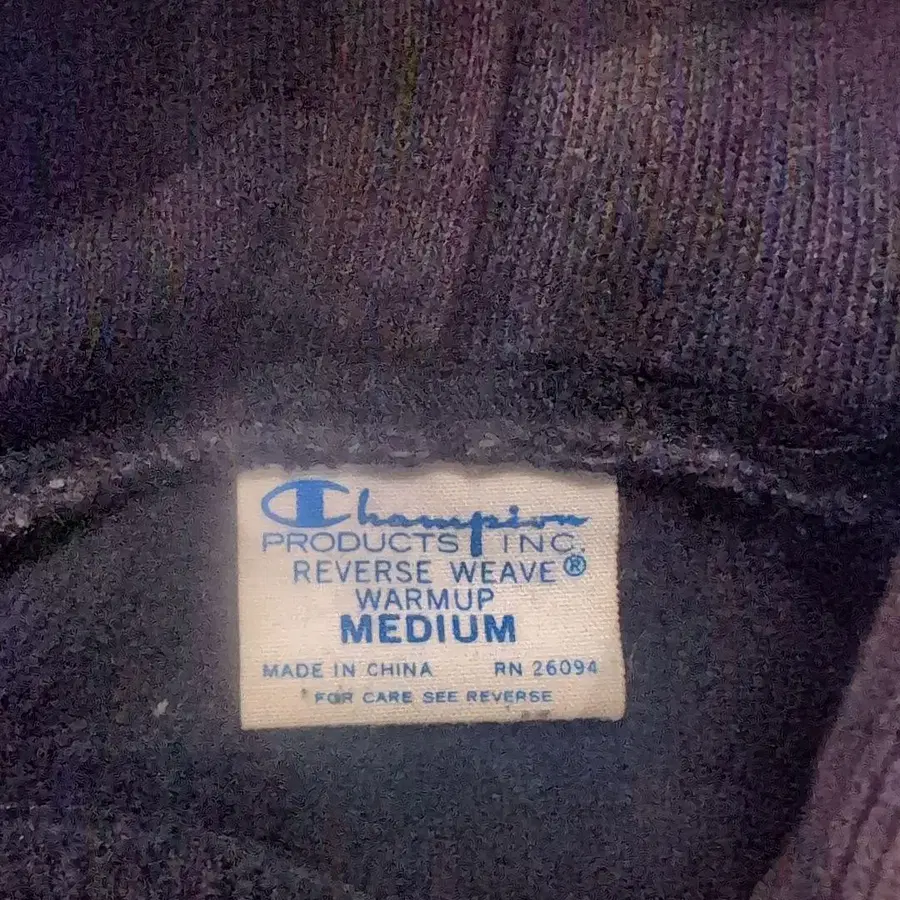 Champion
PRODUCTS INC.
REVERSE WEAVE®
WARMUP
MEDIUM
MADE IN CHINA RN 26094
FOR CARE SEE REVERSE